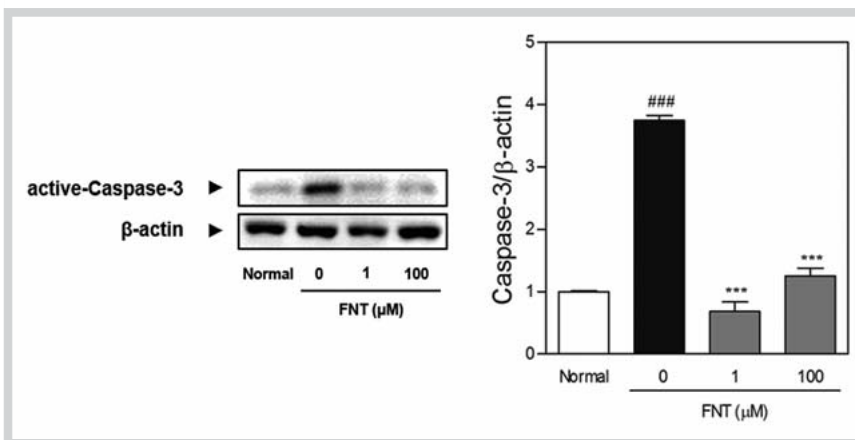 active-Caspase-3 ►
β-actin ►
Normal 0 1 100
FNT (µM)
Caspase-3/β-actin
5
4
3
2
1
0
###
***
***
Normal 0 1 100
FNT (µM)